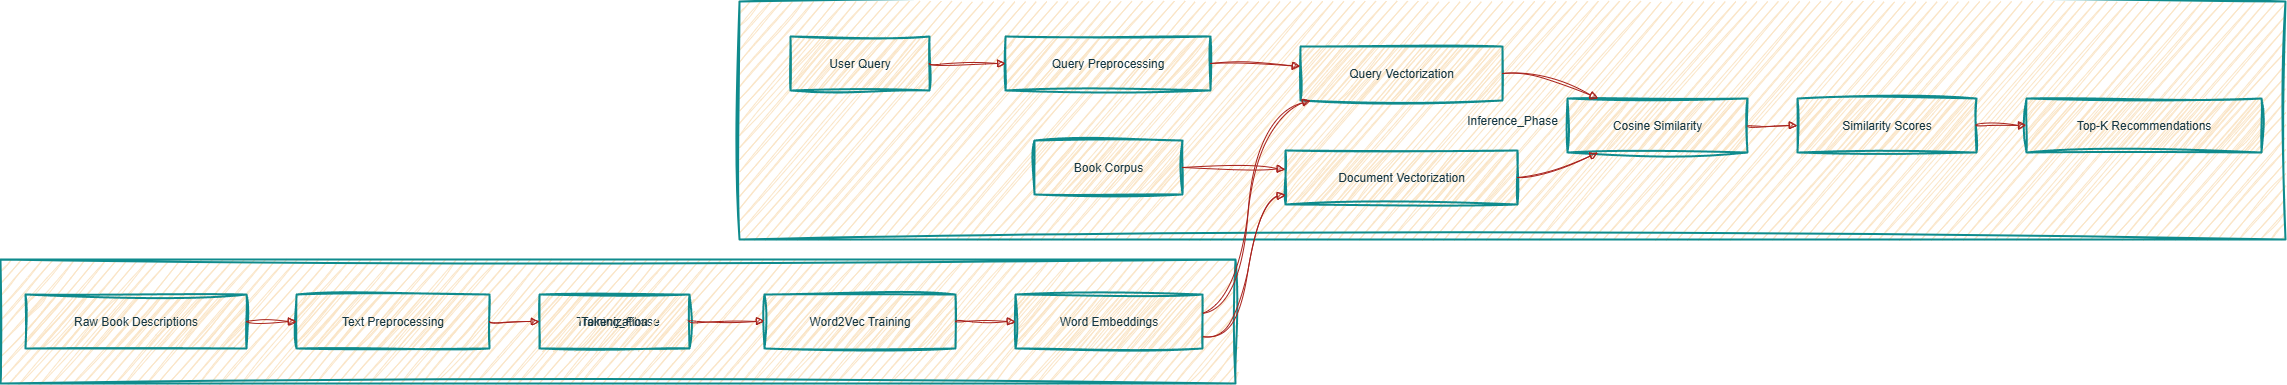 User Query
Query Preprocessing
Query Vectorization
Inference_Phase
Cosine Similarity
Similarity Scores
Top-K Recommendations
Book Corpus
Document Vectorization
Raw Book Descriptions
Text Preprocessing
Tokenization
Training_Phase
Word2Vec Training
Word Embeddings